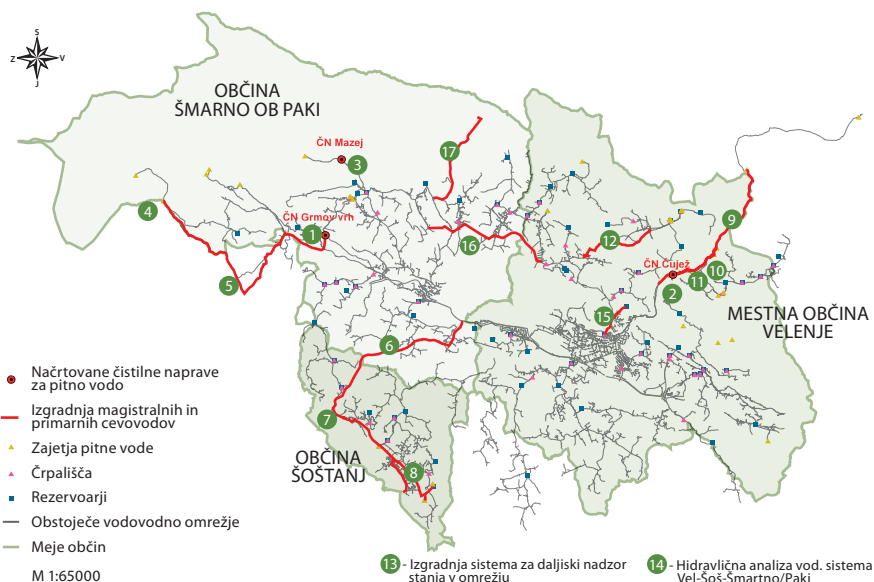 S
Z
V
J
OBČINA
ŠMARNO OB PAKI
ČN Mazej
17
3
4
9
ČN Grmov vrh
1
12
16
ČN Čujež
10
11
5
2
15
MESTNA OBČINA
VELENJE
6
7
OBČINA
ŠOŠTANJ
8
Načrtovane čistilne naprave
za pitno vodo
Izgradnja magistralnih in
primarnih cevovodov
Zajetja pitne vode
Črpališča
Rezervoarji
Obstoječe vodovodno omrežje
Meje občin
M 1:65000
13 - Izgradnja sistema za daljiski nadzor
stanja v omrežju
14 - Hidravlična analiza vod. sistema
Vel-Šoš-Šmartno/Paki